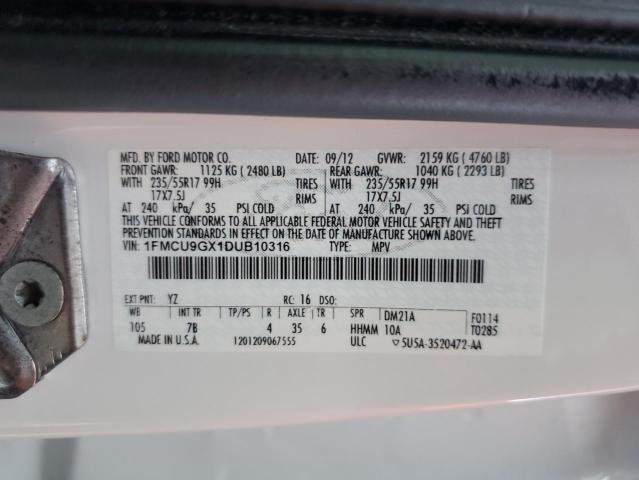 MFD. BY FORD MOTOR CO. DATE: 09/12 GVWR: 2159 KG ( 4760 LB)
FRONT GAWR: 1125 KG ( 2480 LB) REAR GAWR: 1040 KG ( 2293 LB)
WITH 235/55R17 99H TIRES WITH 235/55R17 99H TIRES
17X7.5J RIMS 17X7.5J RIMS
AT 240 kPa/ 35 PSI COLD AT 240 kPa/ 35 PSI COLD
THIS VEHICLE CONFORMS TO ALL APPLICABLE FEDERAL MOTOR VEHICLE SAFETY AND THEFT
PREVENTION STANDARDS IN EFFECT ON THE DATE OF MANUFACTURE SHOWN ABOVE.
VIN: 1FMCU9GX1DUB10316 TYPE: MPV
EXT PNT: YZ RC: 16 DSO:
WB INT TR TP/PS R AXLE TR SPR DM21A F0114
105 7B 4 35 6 HHMM 10A T0285
MADE IN U.S.A. 1201209067555 ULC ▽5U5A-3520472-AA